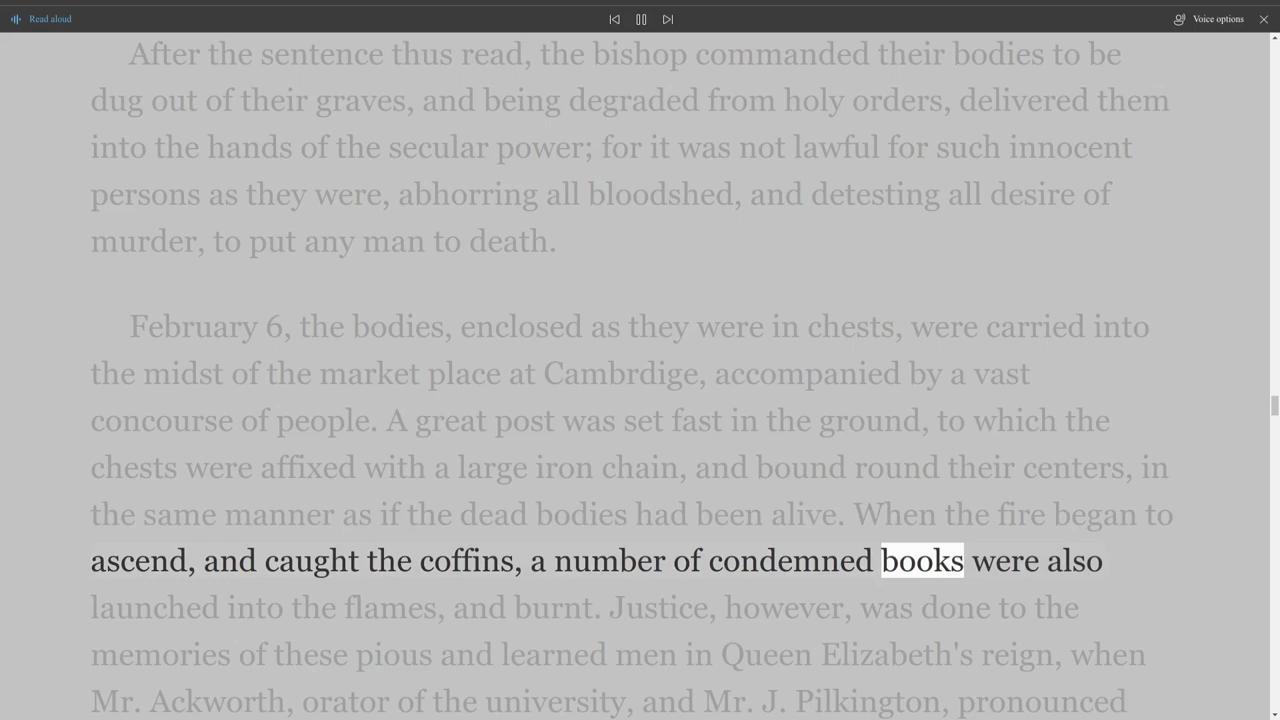 Read aloud
Voice options
After the sentence thus read, the bishop commanded their bodies to be
dug out of their graves, and being degraded from holy orders, delivered them
into the hands of the secular power; for it was not lawful for such innocent
persons as they were, abhorring all bloodshed, and detesting all desire of
murder, to put any man to death.
February 6, the bodies, enclosed as they were in chests, were carried into
the midst of the market place at Cambrdige, accompanied by a vast
concourse of people. A great post was set fast in the ground, to which the
chests were affixed with a large iron chain, and bound round their centers, in
the same manner as if the dead bodies had been alive. When the fire began to
ascend, and caught the coffins, a number of condemned books were also
launched into the flames, and burnt. Justice, however, was done to the
memories of these pious and learned men in Queen Elizabeth's reign, when
Mr. Ackworth, orator of the university, and Mr. J. Pilkington, pronounced